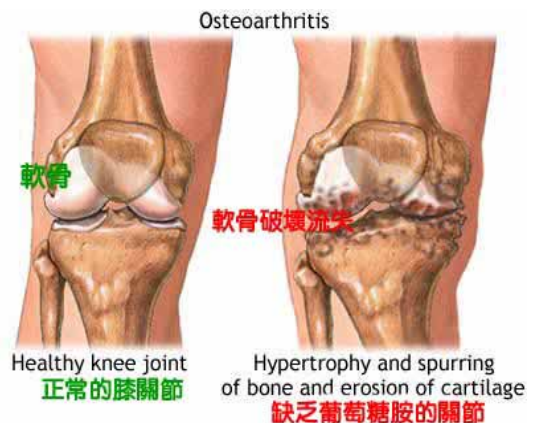 Osteoarthritis
軟骨
軟骨破壞流失
Healthy knee joint
正常的膝關節
Hypertrophy and spurring
of bone and erosion of cartilage
缺乏葡萄糖胺的關節